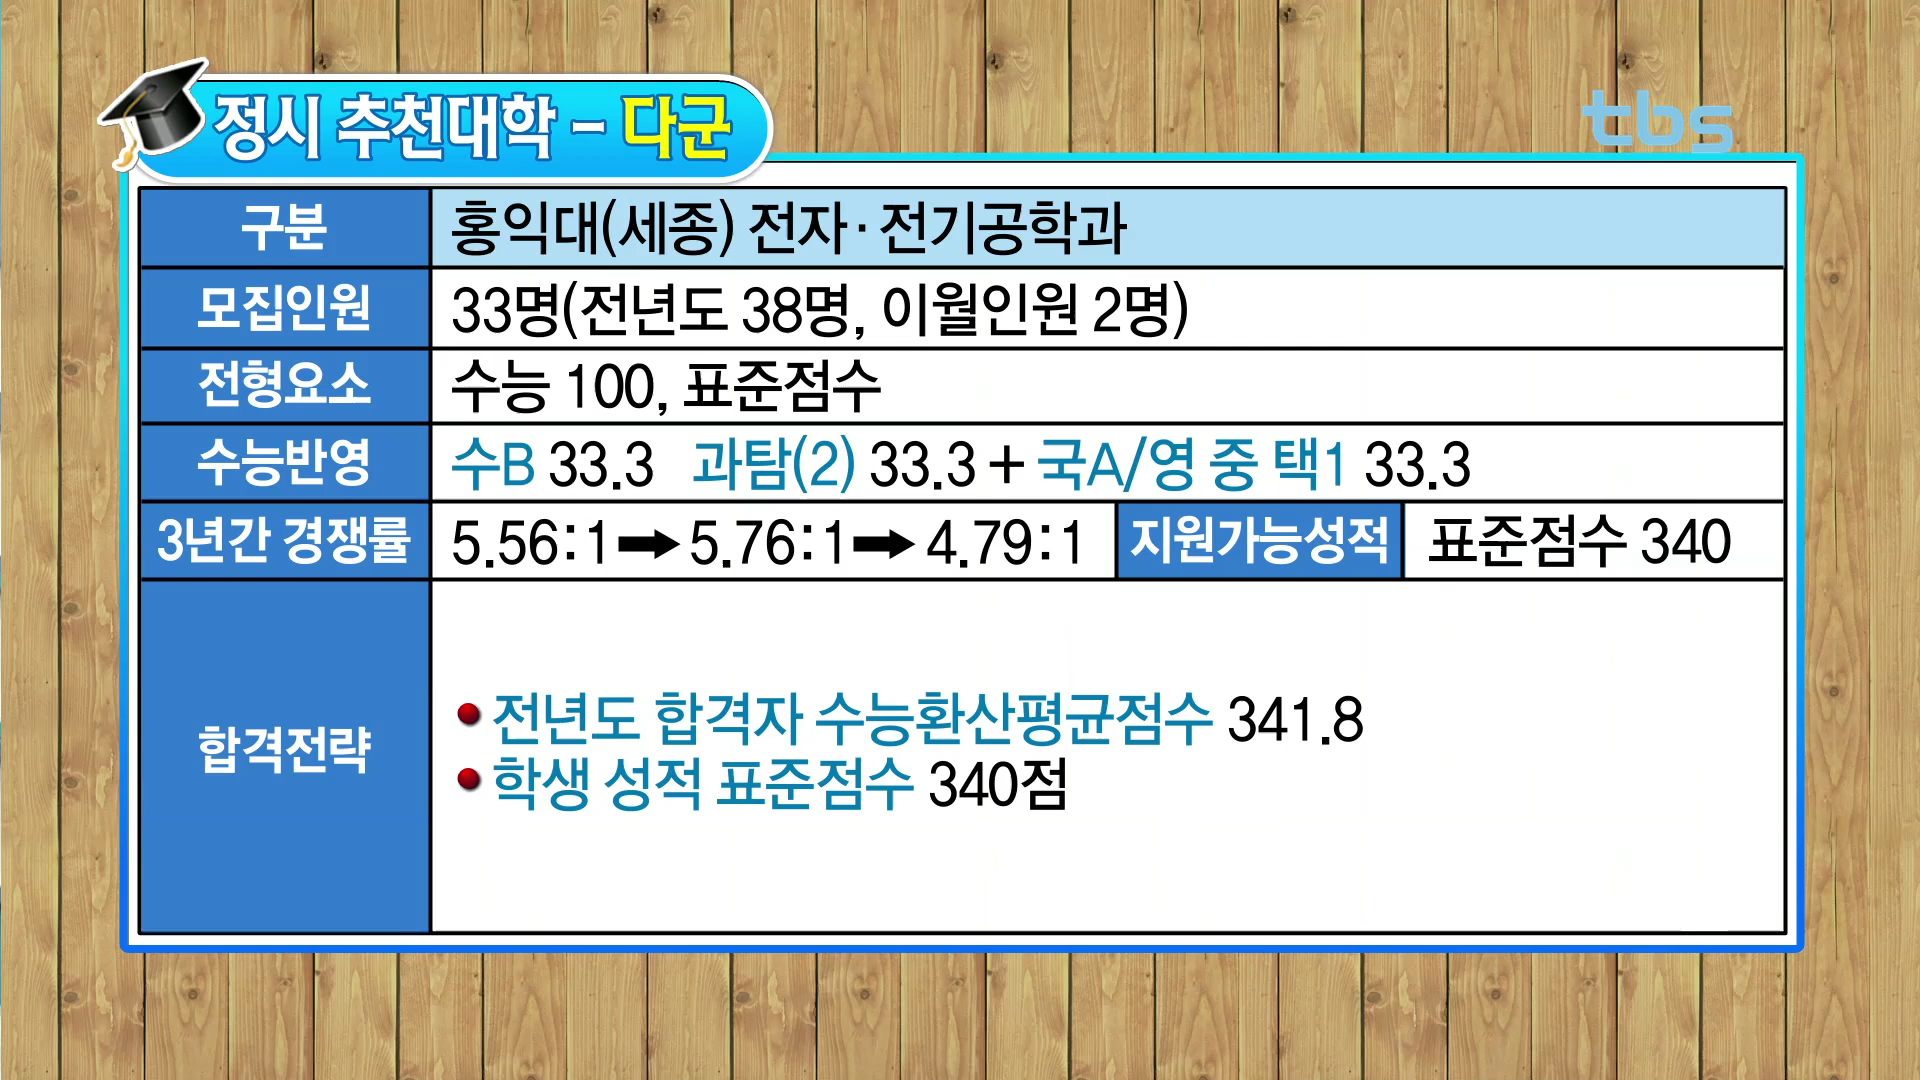 정시 추천대학 - 다군
tbs
구분 홍익대(세종) 전자·전기공학과
모집인원 33명(전년도 38명, 이월인원 2명)
전형요소 수능 100, 표준점수
수능반영 수B 33.3 과탐(2) 33.3 + 국A/영 중 택1 33.3
3년간 경쟁률 5.56:1➡5.76:1➡4.79:1 지원가능성적 표준점수 340
합격전략
• 전년도 합격자 수능환산평균점수 341.8
• 학생 성적 표준점수 340점